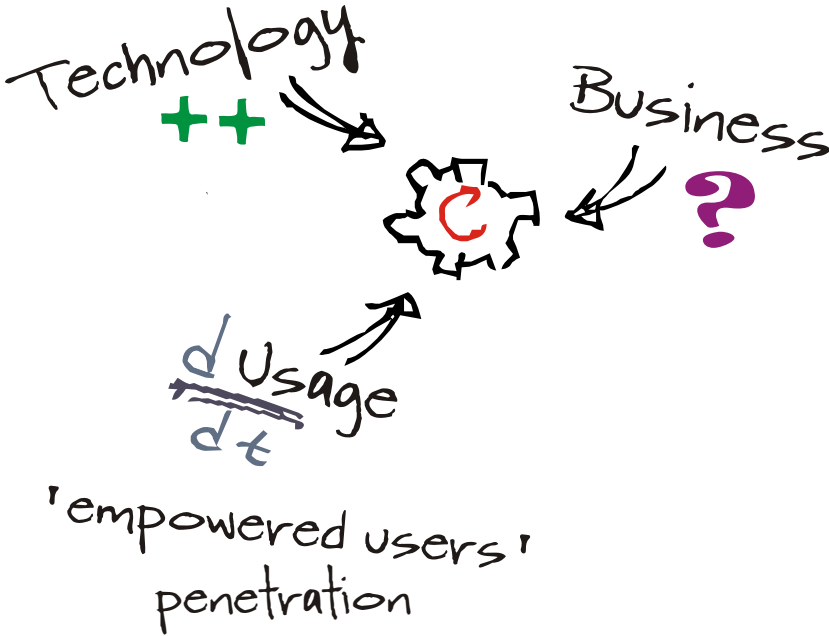 Technology
++
Business
?
C
d Usage
dt
'empowered users'
penetration